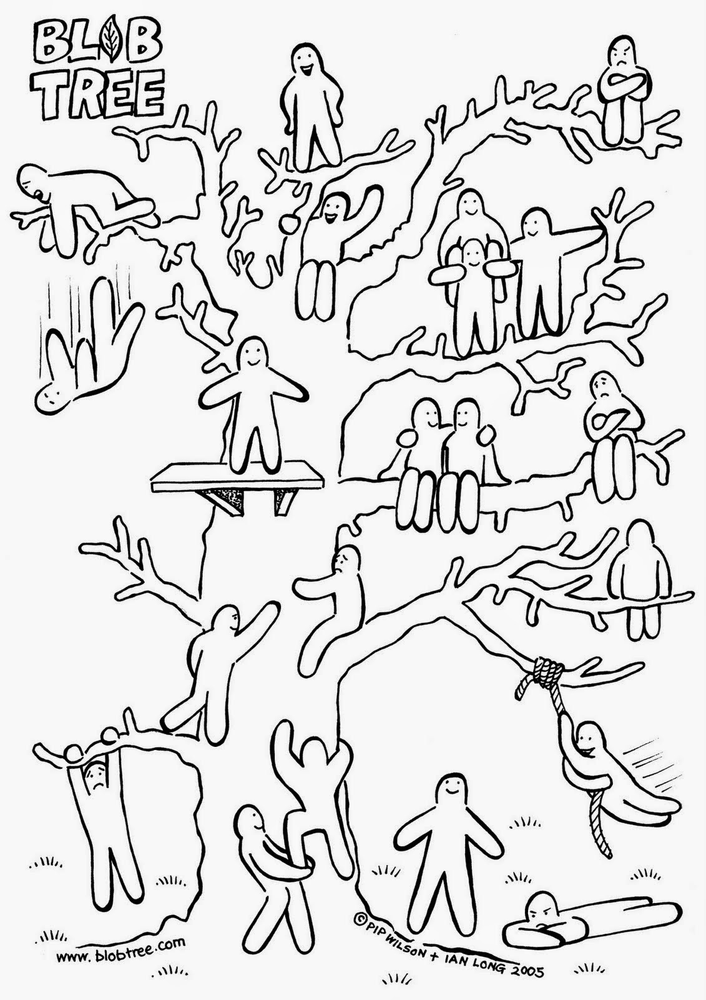 BLOB
TREE
www.blobtree.com
© PIP WILSON + IAN LONG 2005